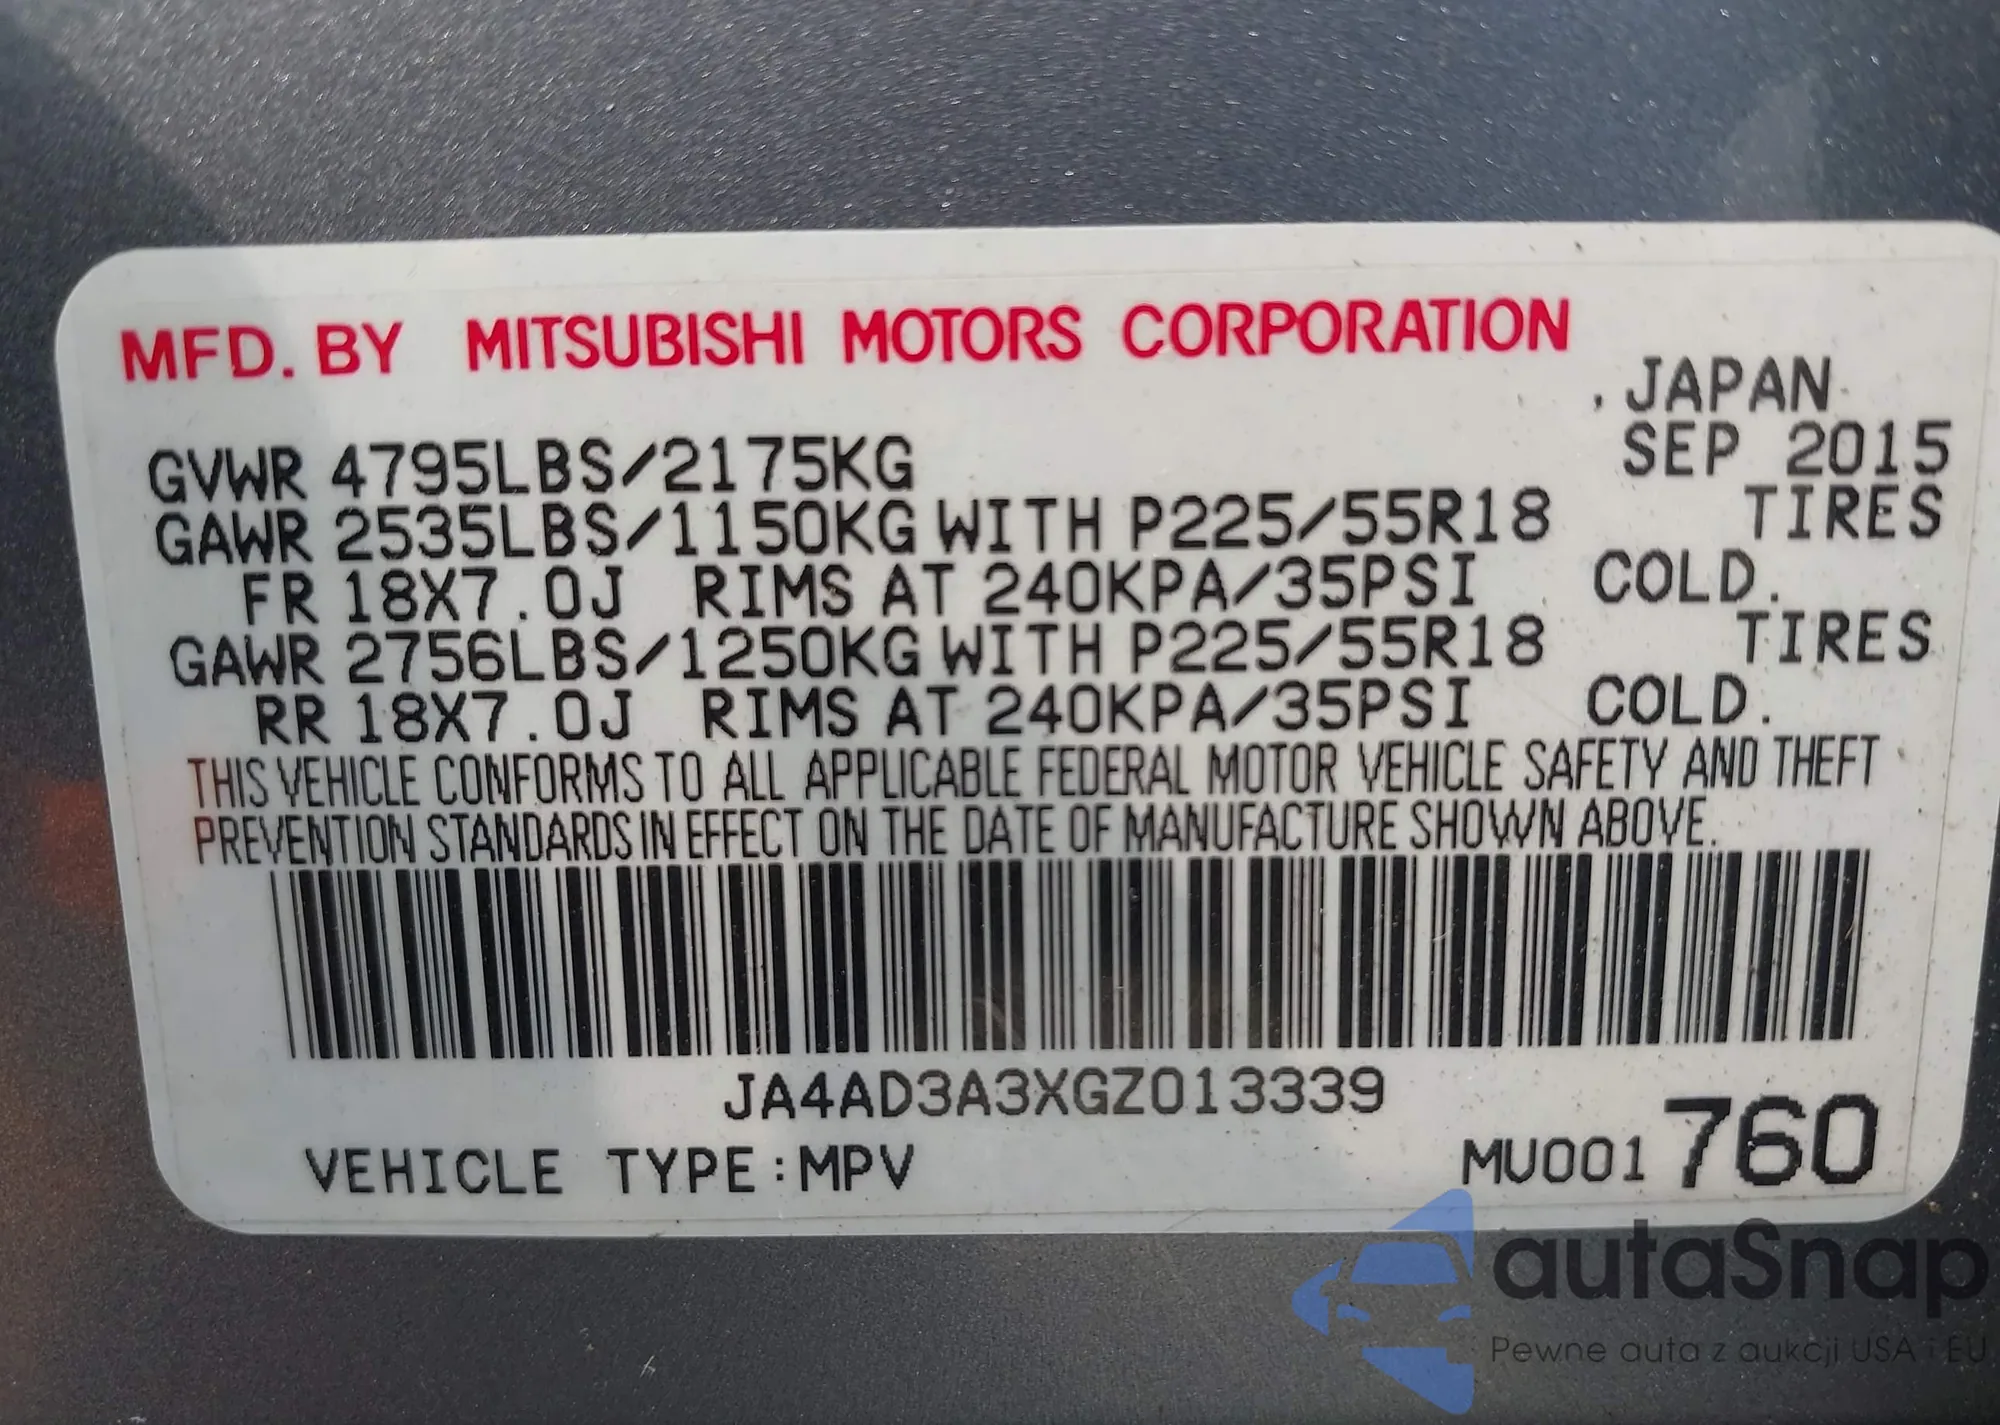 MFD. BY MITSUBISHI MOTORS CORPORATION
JAPAN
SEP 2015
GVWR 4795LBS/2175KG
GAWR 2535LBS/1150KG WITH P225/55R18 TIRES
FR 18X7.0J RIMS AT 240KPA/35PSI COLD.
GAWR 2756LBS/1250KG WITH P225/55R18 TIRES
RR 18X7.0J RIMS AT 240KPA/35PSI COLD.
THIS VEHICLE CONFORMS TO ALL APPLICABLE FEDERAL MOTOR VEHICLE SAFETY AND THEFT
PREVENTION STANDARDS IN EFFECT ON THE DATE OF MANUFACTURE SHOWN ABOVE.
JA4AD3A3XGZ013339
VEHICLE TYPE:MPV MU001760
autaSnap
Pewne auta z aukcji USA i EU